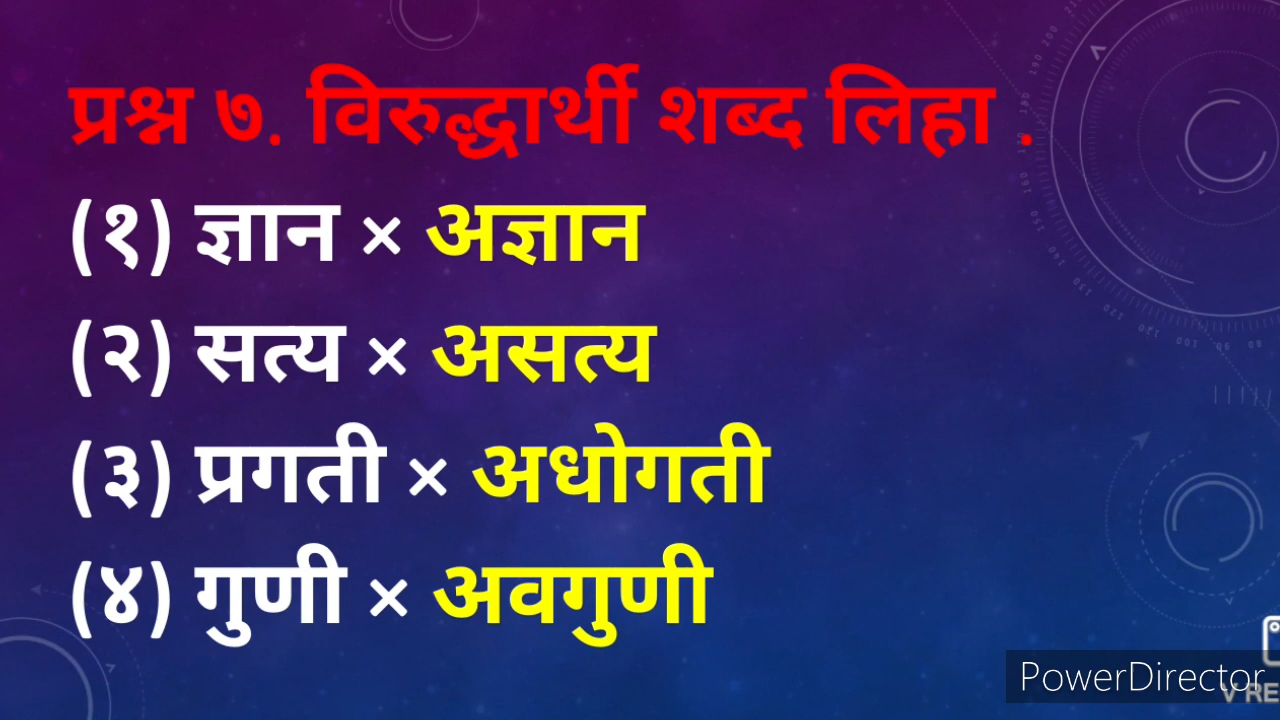 प्रश्न ७. विरुद्धार्थी शब्द लिहा .
(१) ज्ञान × अज्ञान
(२) सत्य × असत्य
(३) प्रगती × अधोगती
(४) गुणी × अवगुणी
PowerDirector